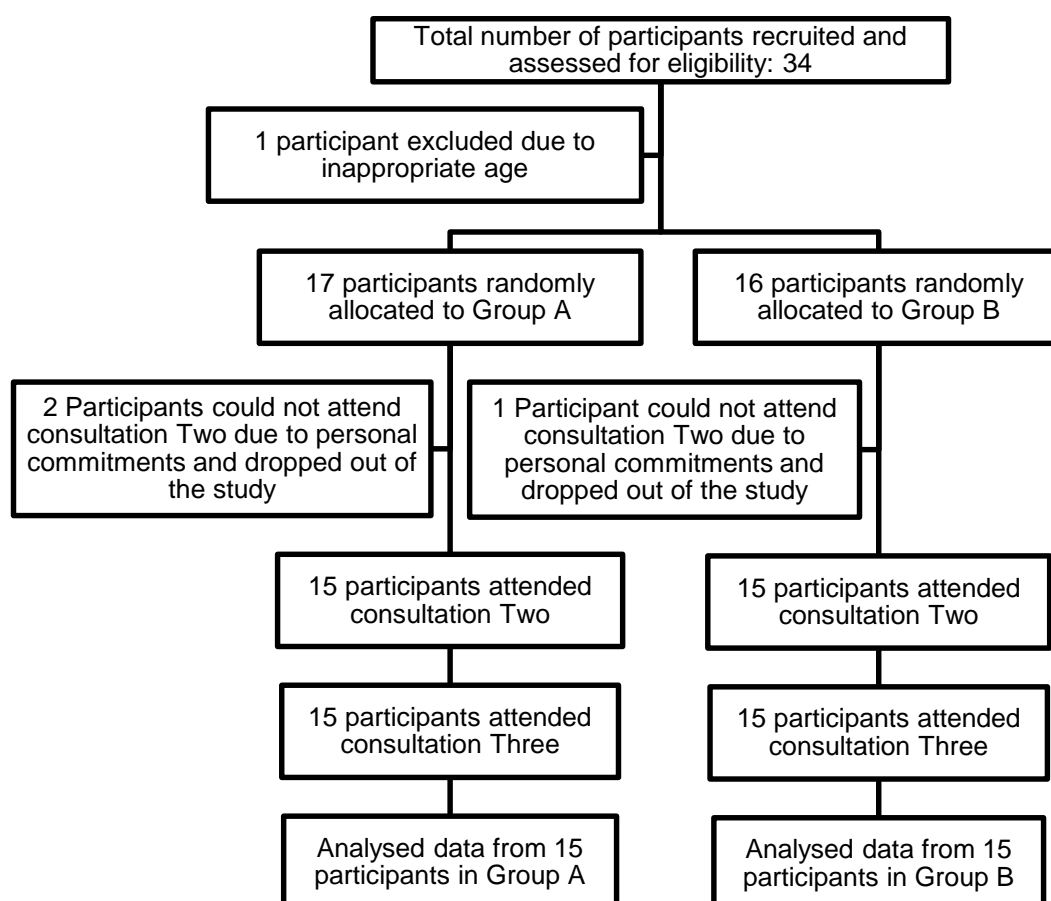 Total number of participants recruited and
assessed for eligibility: 34
1 participant excluded due to
inappropriate age
17 participants randomly
allocated to Group A
16 participants randomly
allocated to Group B
2 Participants could not attend
consultation Two due to personal
commitments and dropped out of
the study
1 Participant could not attend
consultation Two due to
personal commitments and
dropped out of the study
15 participants attended
consultation Two
15 participants attended
consultation Two
15 participants attended
consultation Three
15 participants attended
consultation Three
Analysed data from 15
participants in Group A
Analysed data from 15
participants in Group B